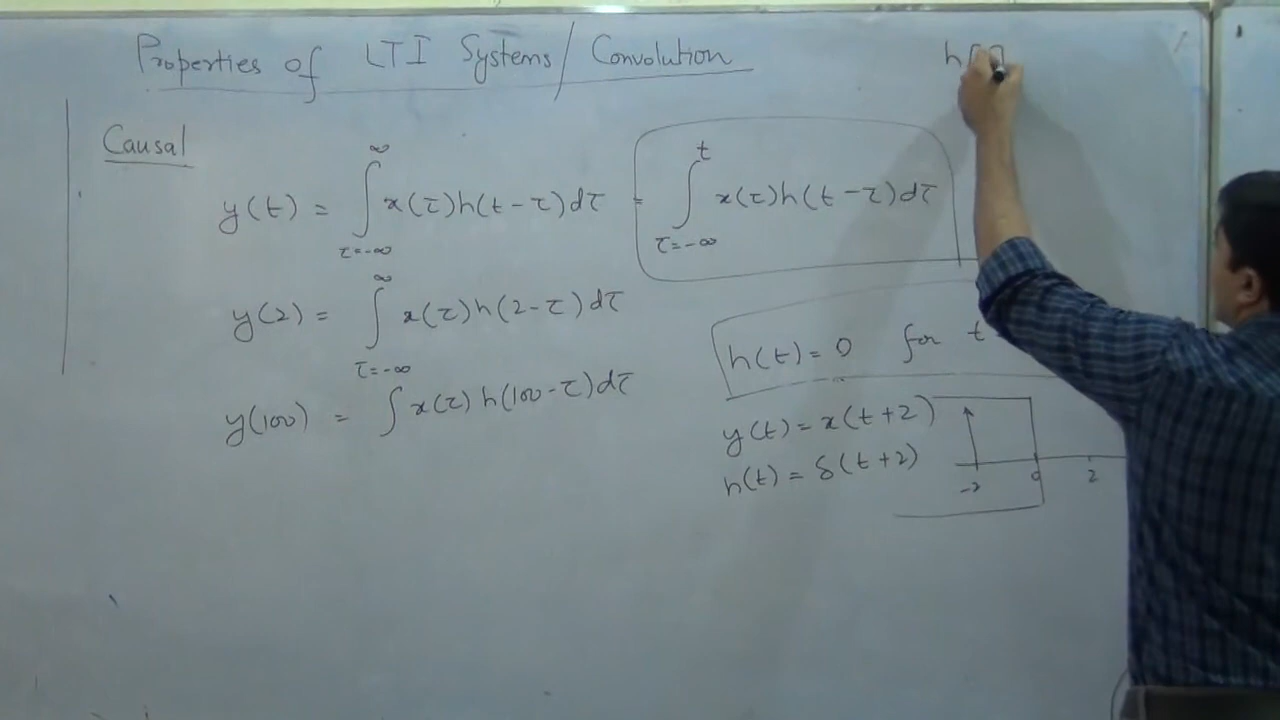 Properties of LTI Systems/Convolution
h[
Causal
y(t) = ∫_{τ=-∞}^{∞} x(τ)h(t-τ)dτ = ∫_{τ=-∞}^{t} x(τ)h(t-τ)dτ
y(2) = ∫_{τ=-∞}^{∞} x(τ)h(2-τ)dτ
h(t)=0 for t
y(100) = ∫x(τ)h(100-τ)dτ
y(t)=x(t+2)
h(t)=δ(t+2)
-2 0 2